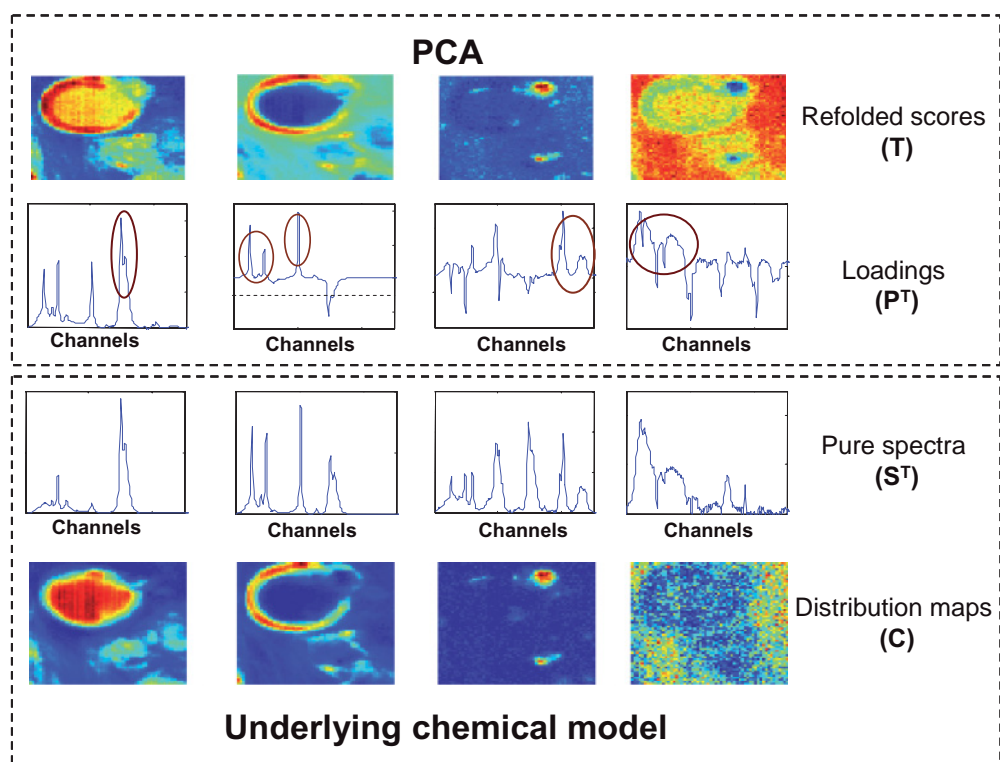 PCA
Refolded scores
(T)
Loadings
(Pᵀ)
Channels Channels Channels Channels
Pure spectra
(Sᵀ)
Channels Channels Channels Channels
Distribution maps
(C)
Underlying chemical model